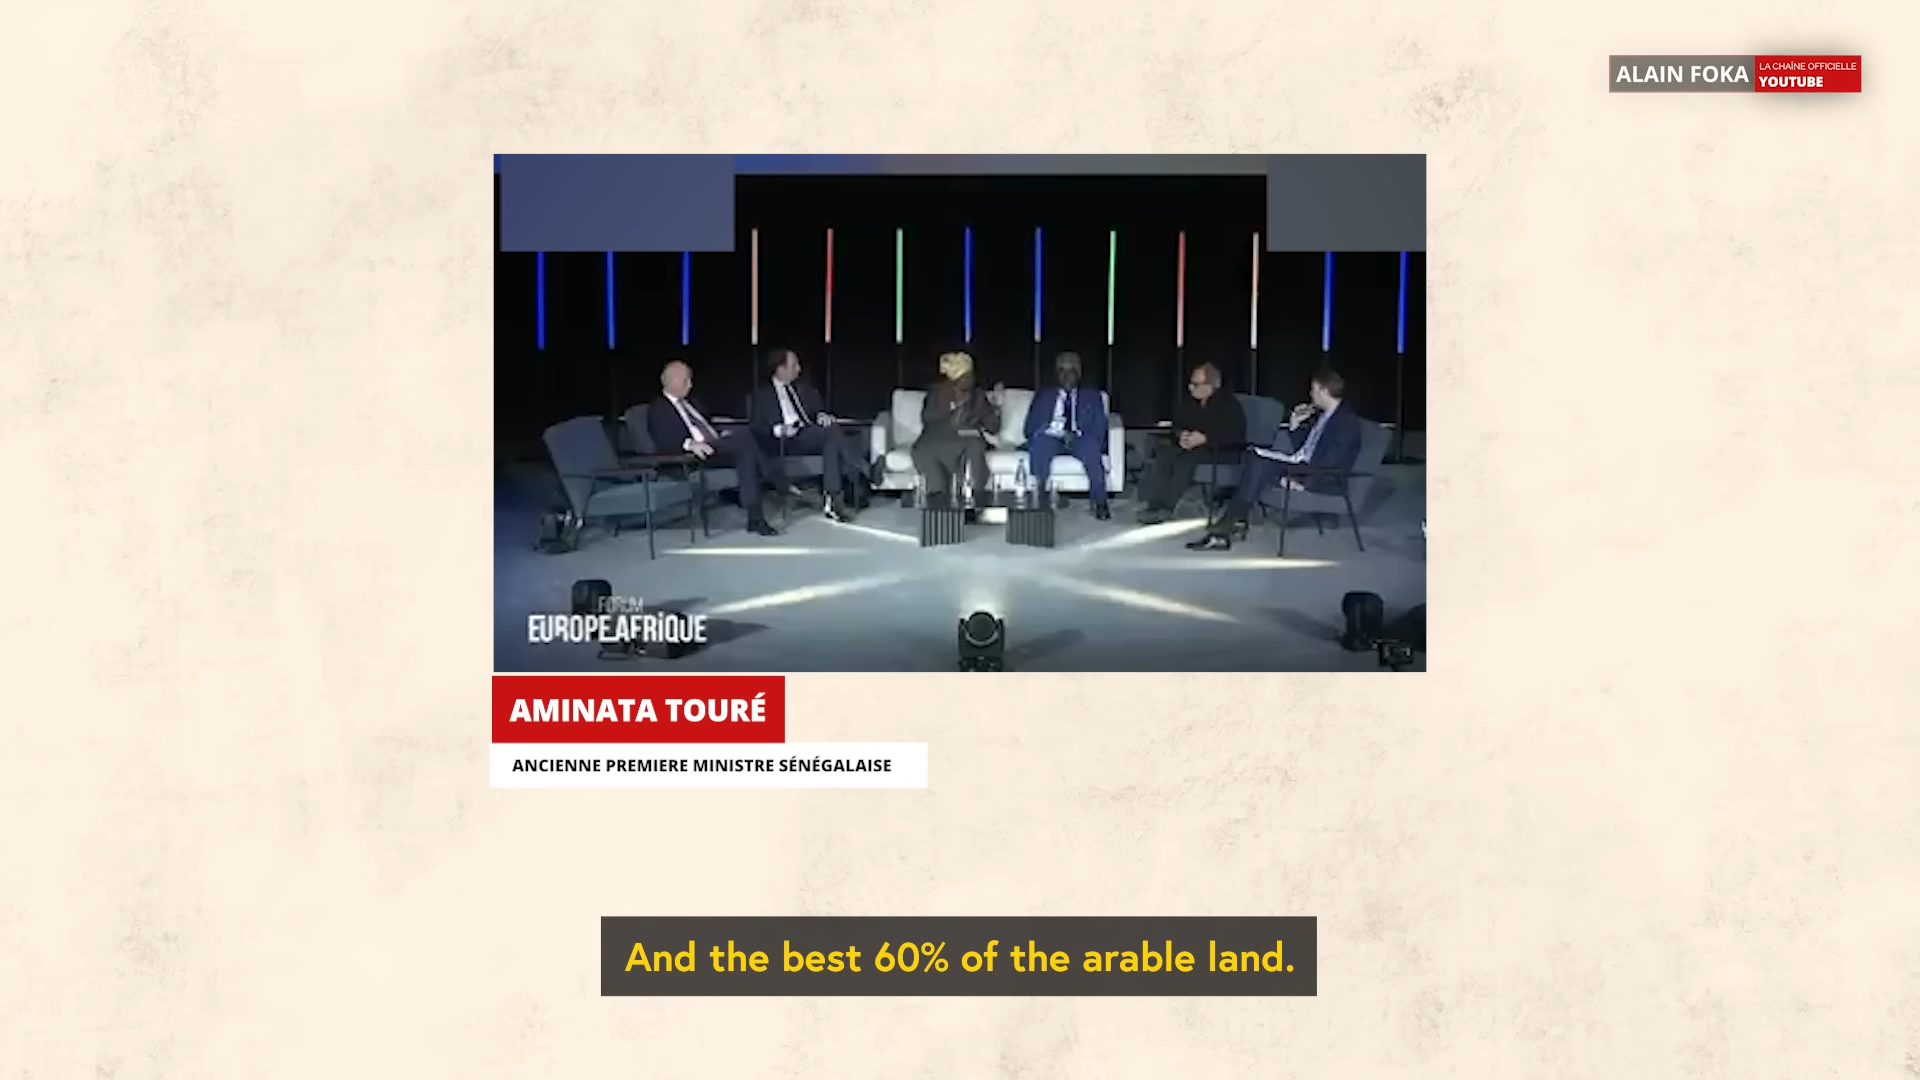 ALAIN FOKA
LA CHAÎNE OFFICIELLE
YOUTUBE
FORUM
EUROPEAFRIQUE
AMINATA TOURÉ
ANCIENNE PREMIERE MINISTRE SÉNÉGALAISE
And the best 60% of the arable land.